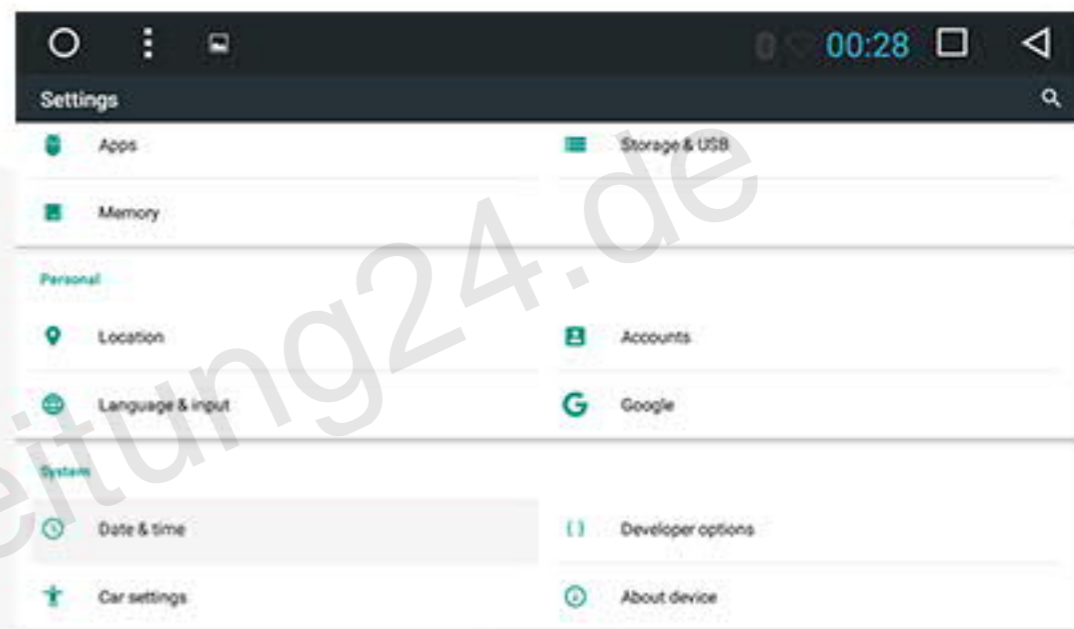 00:28
Settings
Apps
Storage & USB
Memory
Personal
Location
Accounts
Language & input
Google
System
Date & time
Developer options
Car settings
About device
eitung24.de